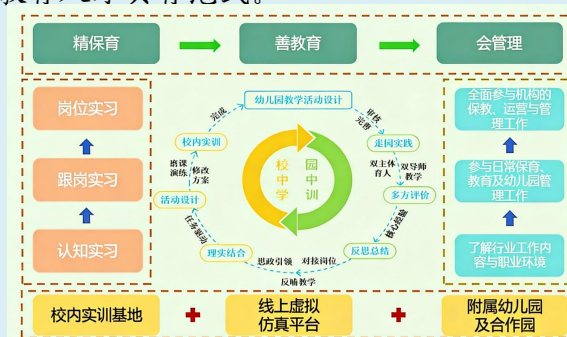 精保育
善教育
会管理
岗位实习
跟岗实习
认知实习
幼儿园教学活动设计
审核
完整
走园实践
双主体
育人
双导师
教学
多方评价
核心经验
反思总结
思政引领
对接岗位
反哺教学
理实结合
任务驱动
活动设计
磨课
演练
修改
方案
校内实训
完成
校中学
园中训
全面参与机构的
保教、运营与管
理工作
参与日常保育、
教育及幼儿园管
理工作
了解行业工作内
容与职业环境
校内实训基地
线上虚拟
仿真平台
附属幼儿园
及合作园